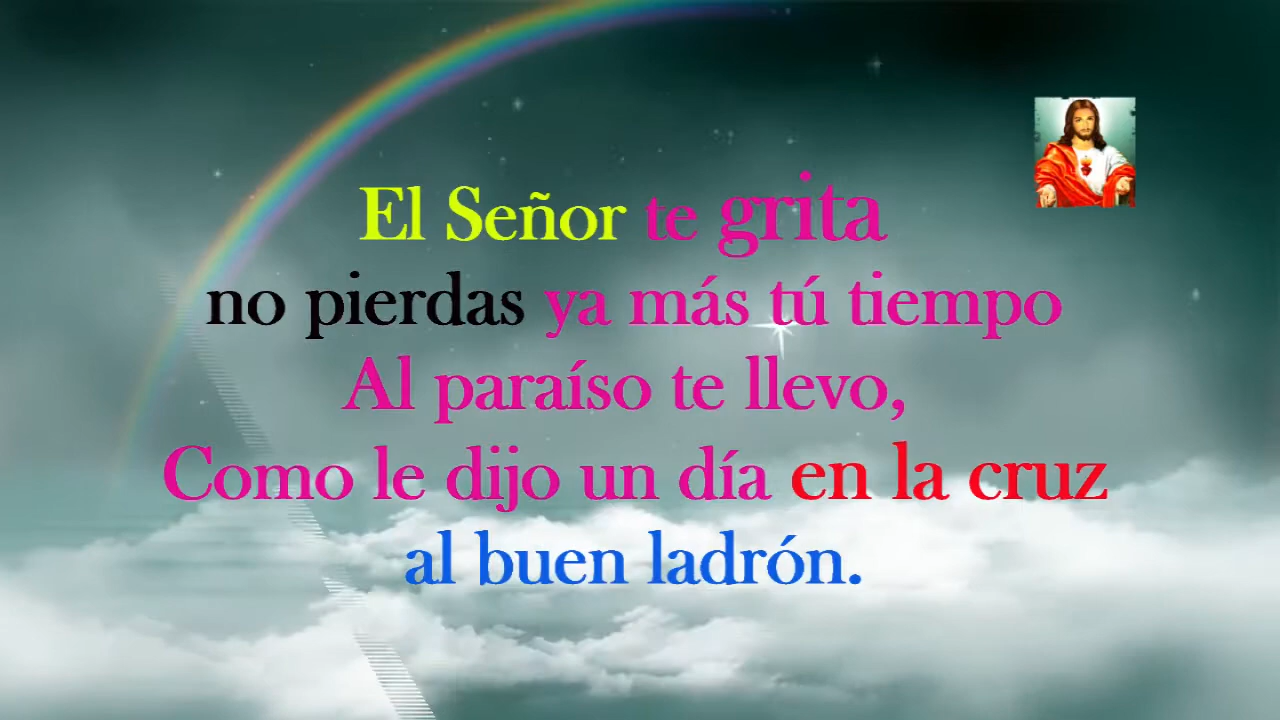 El Señor te grita
no pierdas ya más tú tiempo
Al paraíso te llevo,
Como le dijo un día en la cruz
al buen ladrón.